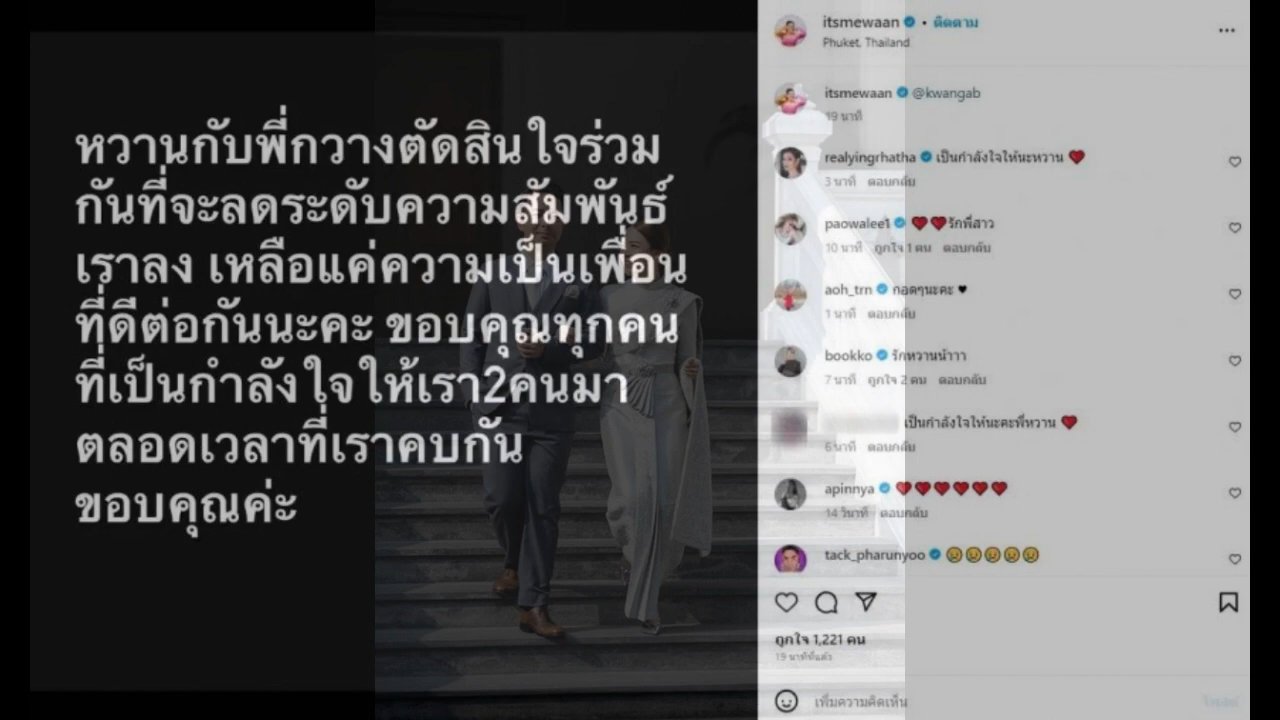 หวานกับพี่กวางตัดสินใจร่วม
กันที่จะลดระดับความสัมพันธ์
เราลง เหลือแค่ความเป็นเพื่อน
ที่ดีต่อกันนะคะ ขอบคุณทุกคน
ที่เป็นกำลังใจให้เรา2คนมา
ตลอดเวลาที่เราคบกัน
ขอบคุณค่ะ
itsmewaan • ติดตาม
Phuket, Thailand
itsmewaan @kwangab
19 นาที
realyingrhatha เป็นกำลังใจให้นะหวาน ❤️
3 นาที ตอบกลับ
paowalee1 ❤️❤️รักพี่สาว
10 นาที ถูกใจ 1 คน ตอบกลับ
aoh_trn กอดๆนะคะ ♥
1 นาที ตอบกลับ
bookko รักหวานน้าาา
7 นาที ถูกใจ 2 คน ตอบกลับ
เป็นกำลังใจให้นะคะพี่หวาน ❤️
6 นาที ตอบกลับ
apinnya ❤️❤️❤️❤️❤️❤️
14 วินาที ตอบกลับ
tack_pharunyoo 😢😢😢😢😢
ถูกใจ 1,221 คน
19 นาทีที่แล้ว
เพิ่มความคิดเห็น